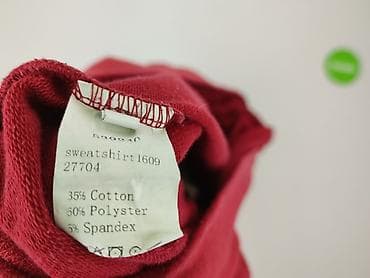 sweatshirt1609
27704
35% Cotton
60% Polyster
5% Spandex